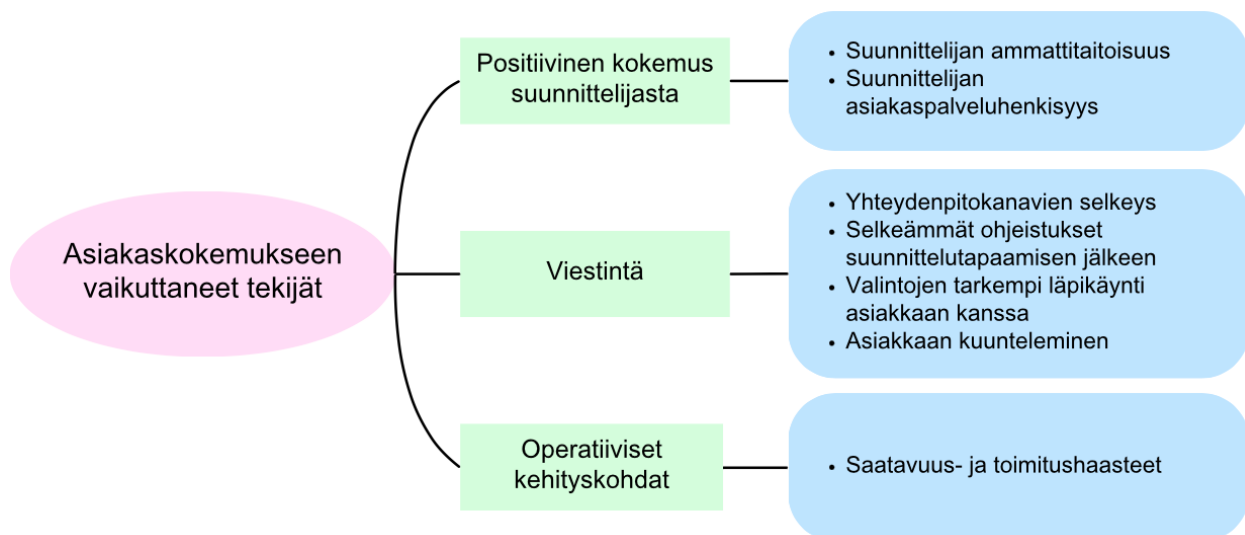 Asiakaskokemukseen
vaikuttaneet tekijät
Positiivinen kokemus
suunnittelijasta
• Suunnittelijan ammattitaitoisuus
• Suunnittelijan
asiakaspalveluhenkisyys
Viestintä
• Yhteydenpitokanavien selkeys
• Selkeämmät ohjeistukset
suunnittelutapaamisen jälkeen
• Valintojen tarkempi läpikäynti
asiakkaan kanssa
• Asiakkaan kuunteleminen
Operatiiviset
kehityskohdat
• Saatavuus- ja toimitushaasteet